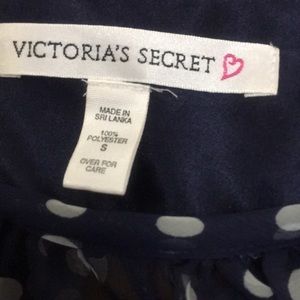 VICTORIA'S SECRET
MADE IN
SRI LANKA
100%
POLYESTER
S
OVER FOR
CARE